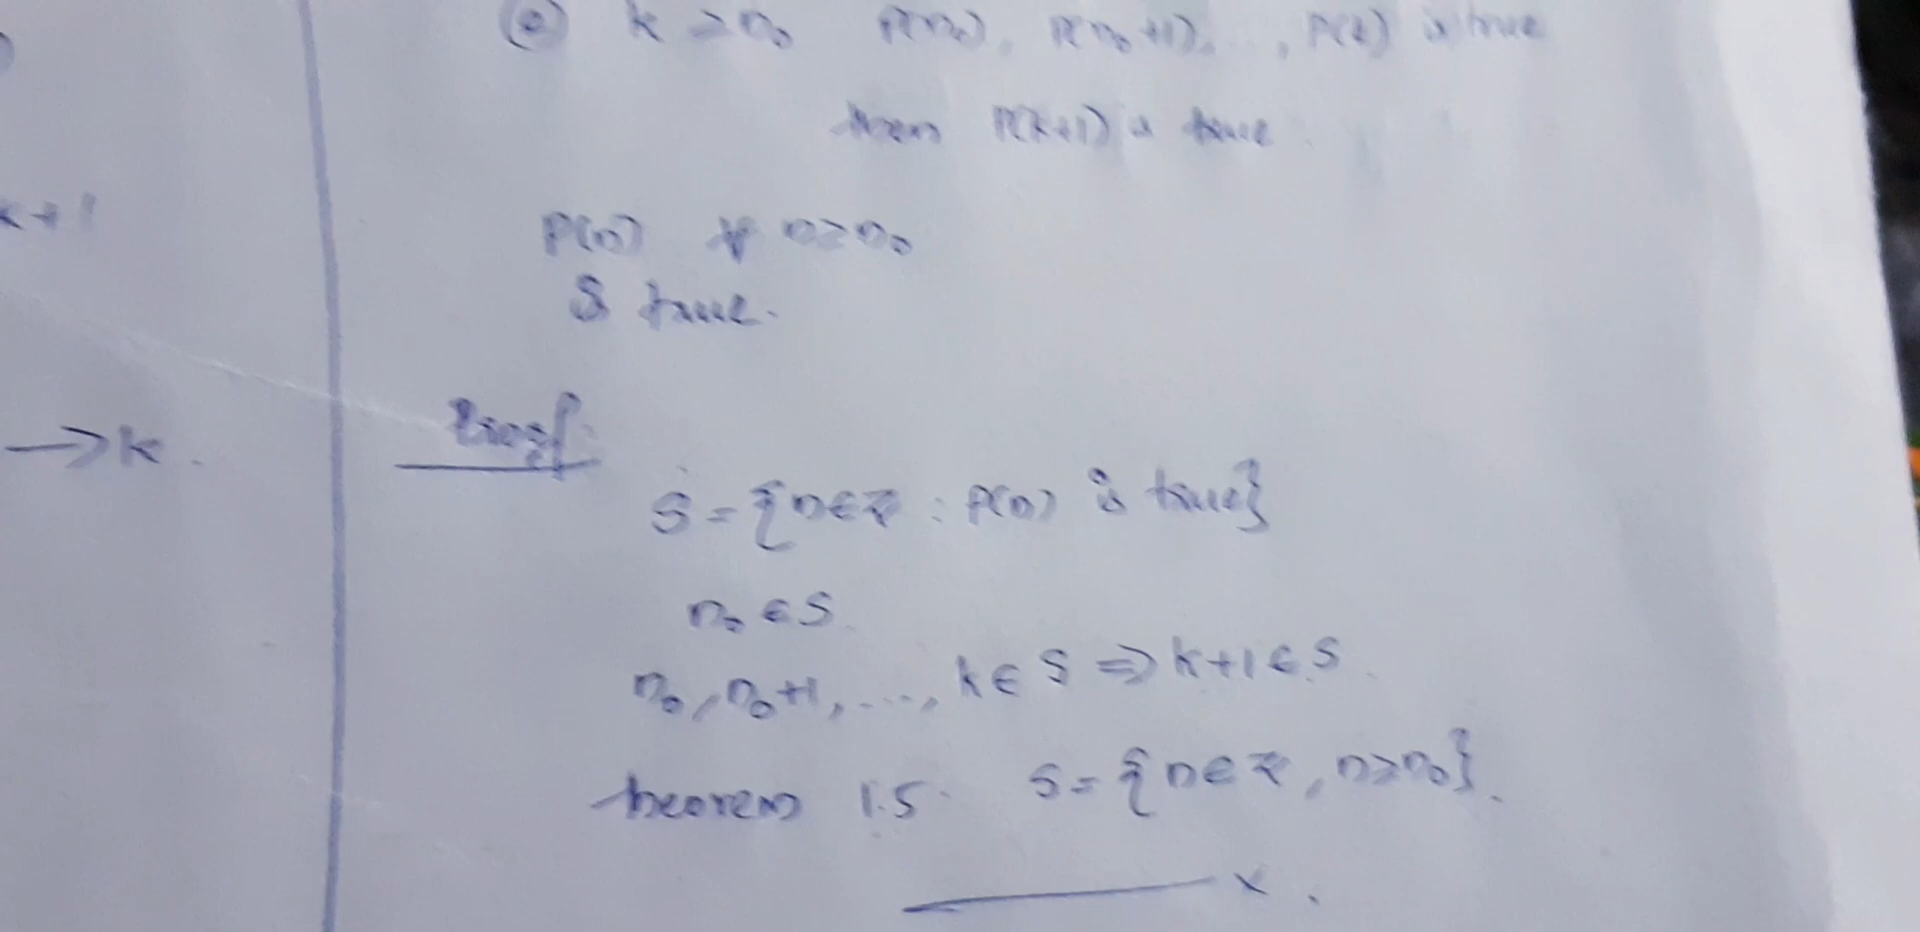 (2) k ≥ n₀ P(n₀), P(n₀+1), ..., P(k) is true
then P(k+1) is true
k+1
P(n) ∀ n≥n₀
is true.
→k.
Proof:
S = {n∈ℤ : P(n) is true}
n₀ ∈ S.
n₀, n₀+1, ..., k ∈ S ⇒ k+1 ∈ S.
theorem 1.5. S = {n∈ℤ, n≥n₀}.
x.